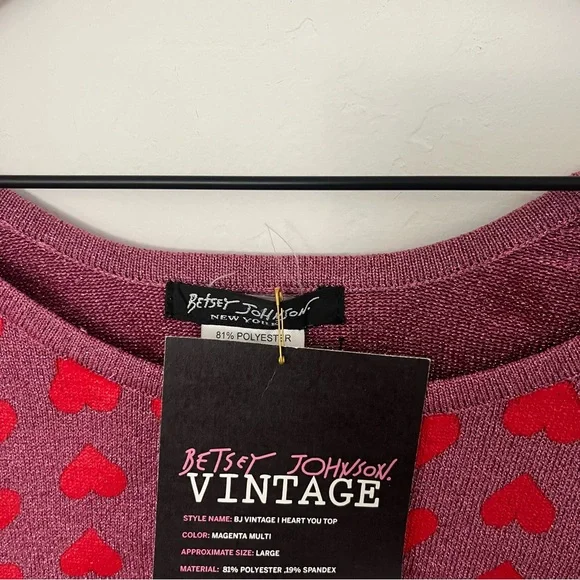 BETSEY JOHNSON.
NEW YORK
81% POLYESTER
BETSEY JOHNSON.
VINTAGE
STYLE NAME: BJ VINTAGE I HEART YOU TOP
COLOR: MAGENTA MULTI
APPROXIMATE SIZE: LARGE
MATERIAL: 81% POLYESTER ,19% SPANDEX